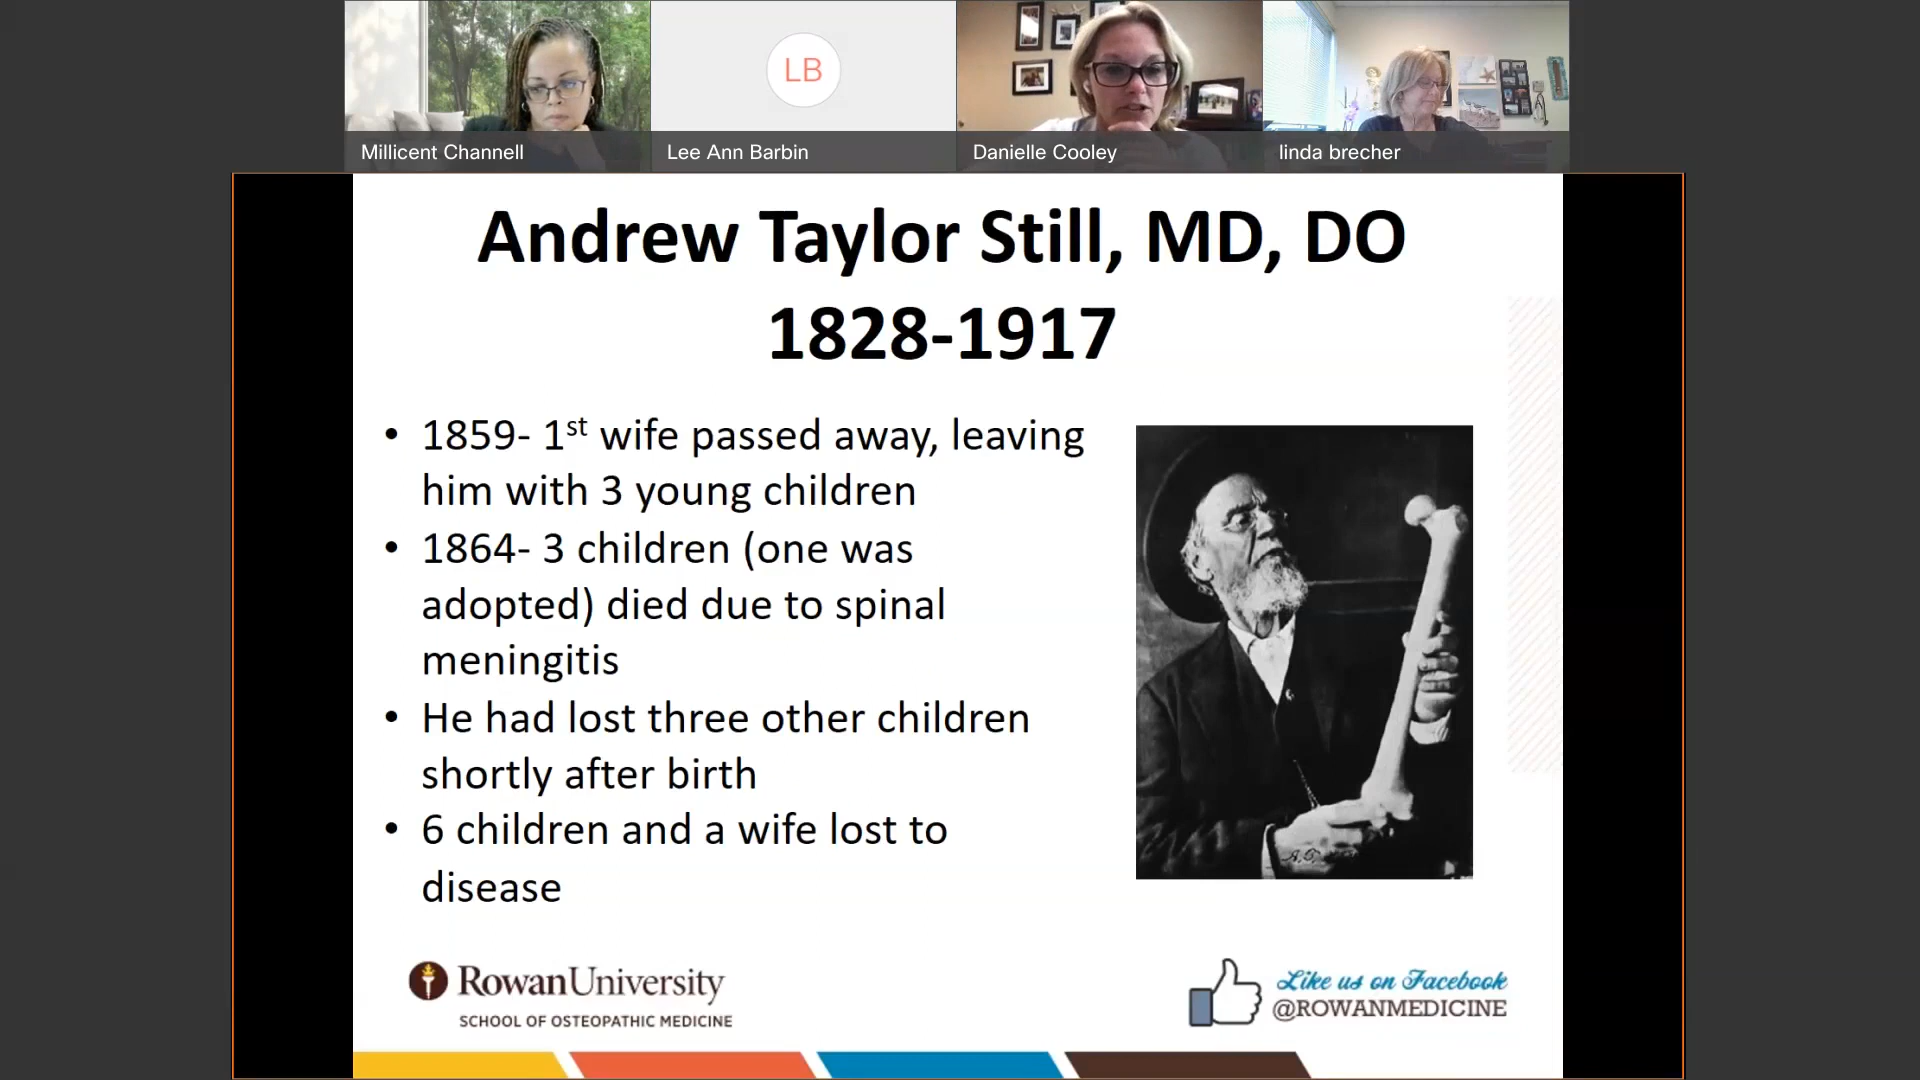 LB
Millicent Channell
Lee Ann Barbin
Danielle Cooley
linda brecher
Andrew Taylor Still, MD, DO
1828-1917
• 1859- 1st wife passed away, leaving
him with 3 young children
• 1864- 3 children (one was
adopted) died due to spinal
meningitis
• He had lost three other children
shortly after birth
• 6 children and a wife lost to
disease
Rowan University
SCHOOL OF OSTEOPATHIC MEDICINE
Like us on Facebook
@ROWANMEDICINE